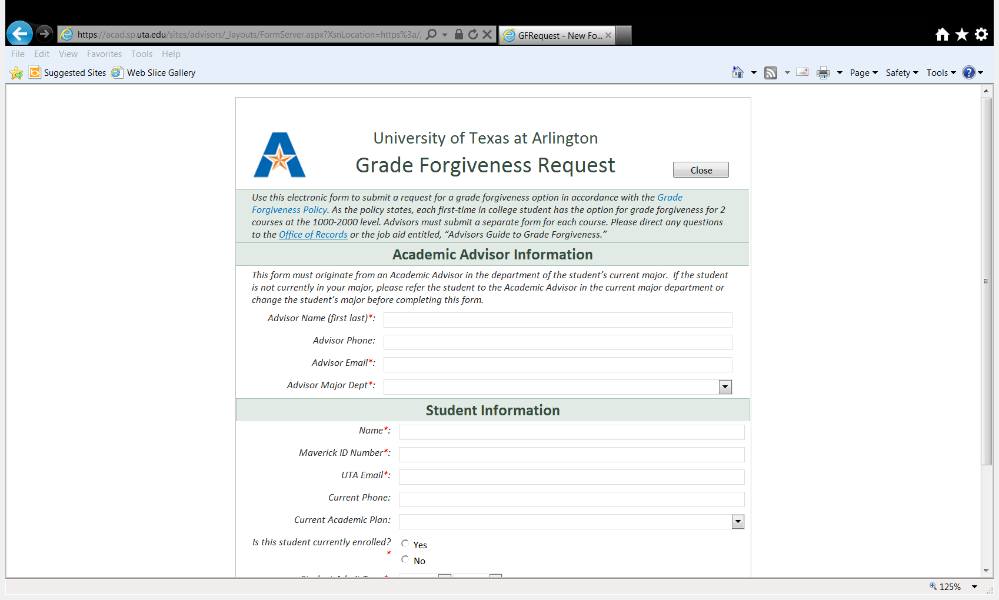 https://acad.sp.uta.edu/sites/advisors/_layouts/FormServer.aspx?XsnLocation=https%3a/
GFRequest - New Fo...
File Edit View Favorites Tools Help
Suggested Sites Web Slice Gallery Page Safety Tools
University of Texas at Arlington
Grade Forgiveness Request
Close
Use this electronic form to submit a request for a grade forgiveness option in accordance with the Grade
Forgiveness Policy. As the policy states, each first-time in college student has the option for grade forgiveness for 2
courses at the 1000-2000 level. Advisors must submit a separate form for each course. Please direct any questions
to the Office of Records or the job aid entitled, “Advisors Guide to Grade Forgiveness.”
Academic Advisor Information
This form must originate from an Academic Advisor in the department of the student’s current major. If the student
is not currently in your major, please refer the student to the Academic Advisor in the current major department or
change the student’s major before completing this form.
Advisor Name (first last)*:
Advisor Phone:
Advisor Email*:
Advisor Major Dept*:
Student Information
Name*:
Maverick ID Number*:
UTA Email*:
Current Phone:
Current Academic Plan:
Is this student currently enrolled?
*
Yes
No
125%